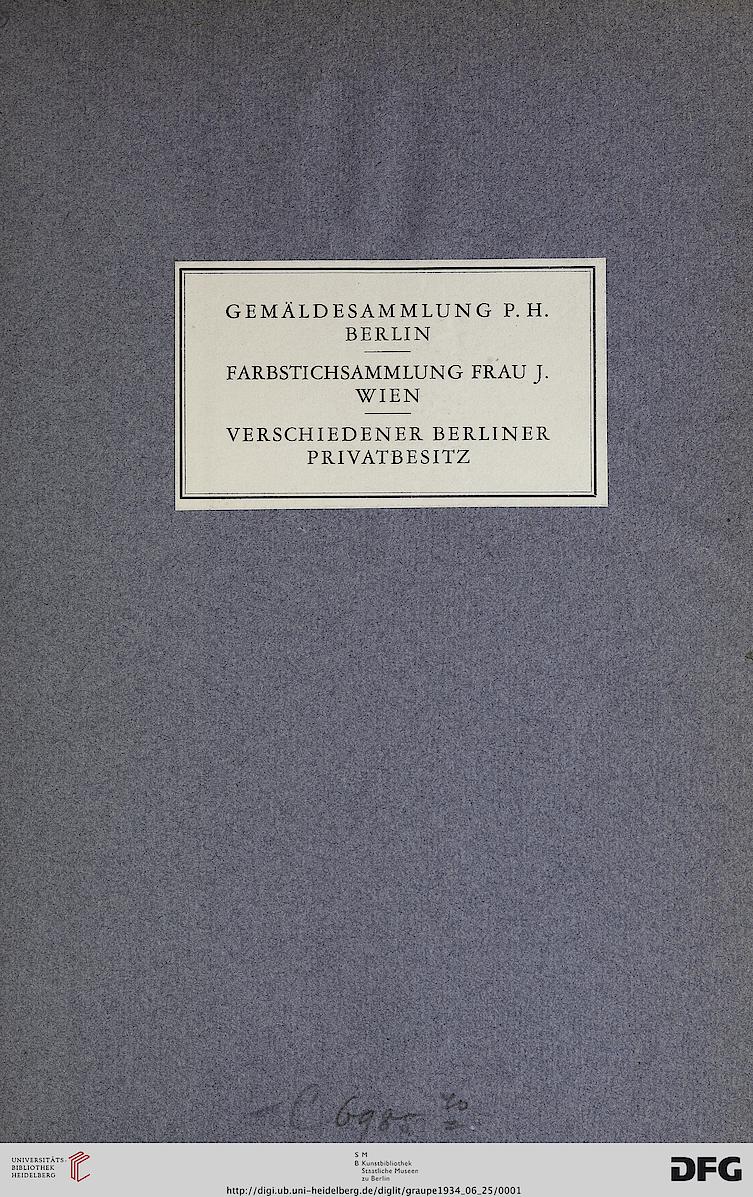 GEMÄLDESAMMLUNG P. H.
BERLIN
FARBSTICHSAMMLUNG FRAU J.
WIEN
VERSCHIEDENER BERLINER
PRIVATBESITZ
UNIVERSITÄTS-
BIBLIOTHEK
HEIDELBERG
S M
B Kunstbibliothek
Staatliche Museen
zu Berlin
DFG
http://digi.ub.uni-heidelberg.de/diglit/graupe1934_06_25/0001